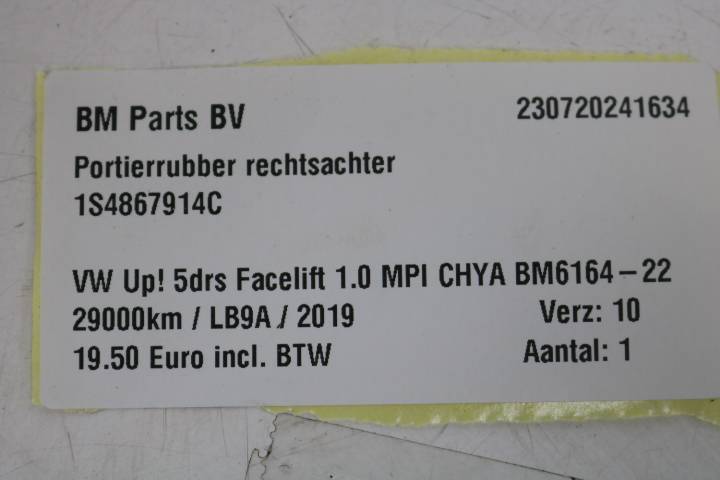 BM Parts BV 230720241634
Portierrubber rechtsachter
1S4867914C
VW Up! 5drs Facelift 1.0 MPI CHYA BM6164-22
29000km / LB9A / 2019 Verz: 10
19.50 Euro incl. BTW Aantal: 1